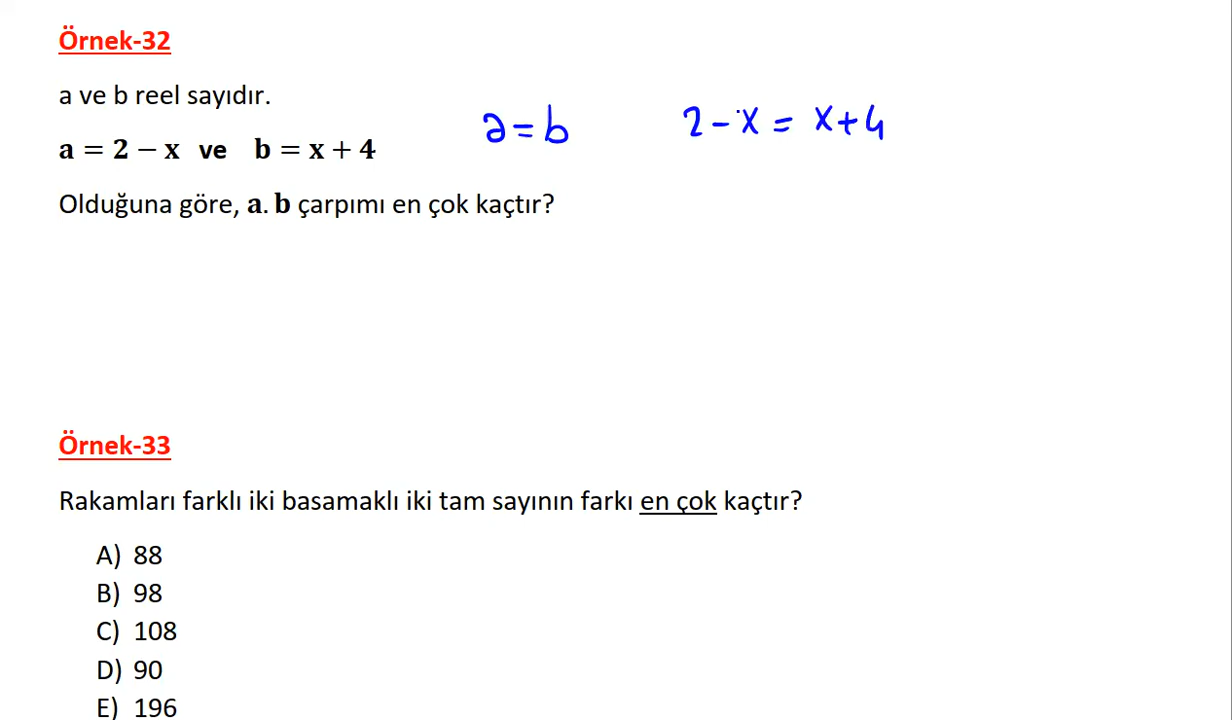 Örnek-32
a ve b reel sayıdır.
a = b
2 - x = x + 4
a = 2 − x ve b = x + 4
Olduğuna göre, a. b çarpımı en çok kaçtır?
Örnek-33
Rakamları farklı iki basamaklı iki tam sayının farkı en çok kaçtır?
A) 88
B) 98
C) 108
D) 90
E) 196